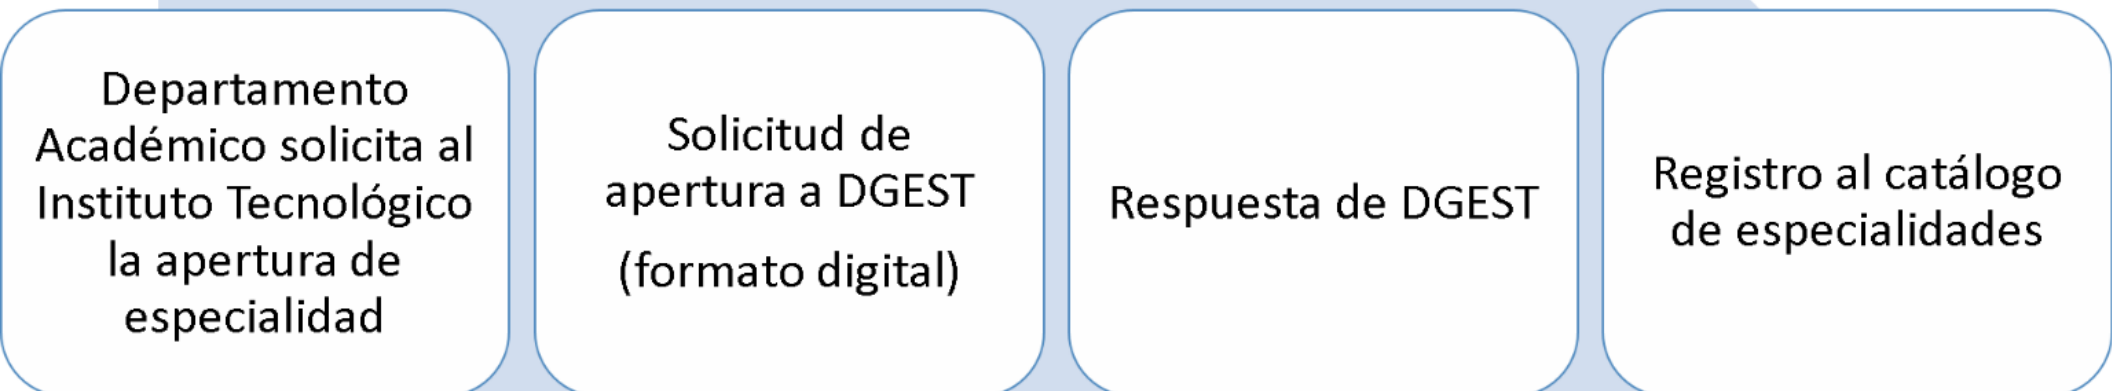 Departamento
Académico solicita al
Instituto Tecnológico
la apertura de
especialidad
Solicitud de
apertura a DGEST
(formato digital)
Respuesta de DGEST
Registro al catálogo
de especialidades